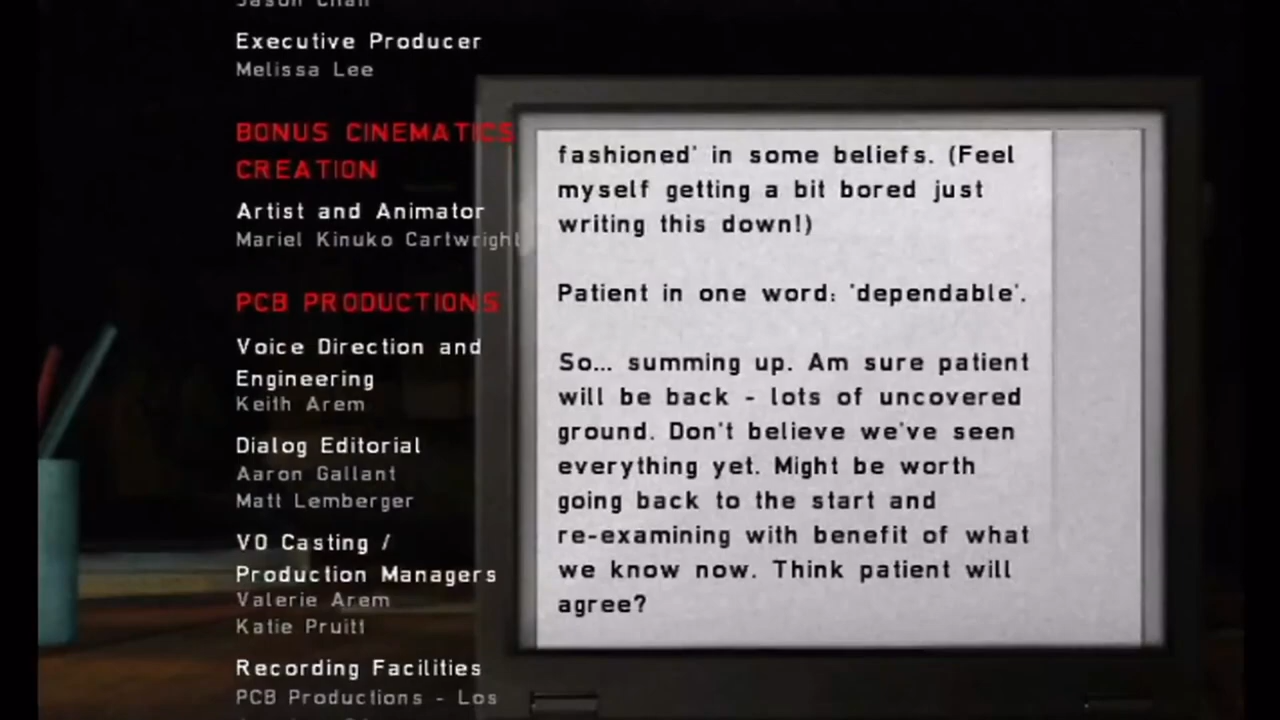 Jason Chan
Executive Producer
Melissa Lee
BONUS CINEMATICS
CREATION
Artist and Animator
Mariel Kinuko Cartwright
PCB PRODUCTIONS
Voice Direction and
Engineering
Keith Arem
Dialog Editorial
Aaron Gallant
Matt Lemberger
VO Casting /
Production Managers
Valerie Arem
Katie Pruitt
Recording Facilities
PCB Productions - Los
fashioned' in some beliefs. (Feel
myself getting a bit bored just
writing this down!)
Patient in one word: 'dependable'.
So... summing up. Am sure patient
will be back - lots of uncovered
ground. Don't believe we've seen
everything yet. Might be worth
going back to the start and
re-examining with benefit of what
we know now. Think patient will
agree?